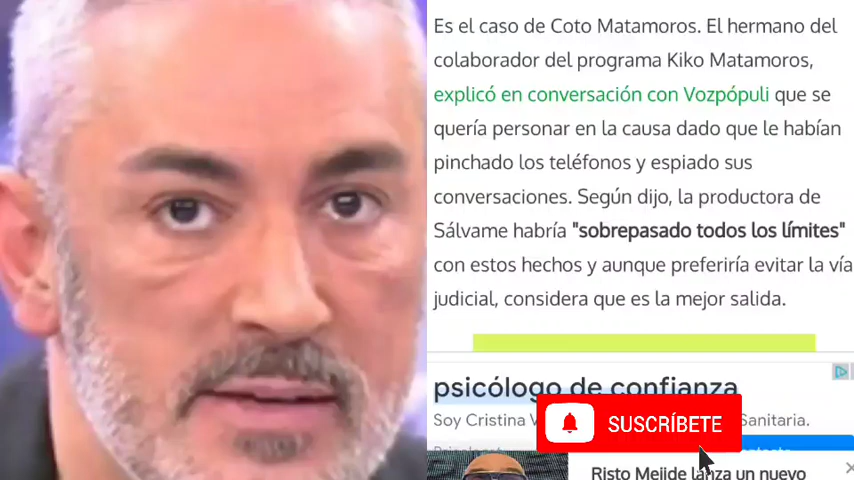 Es el caso de Coto Matamoros. El hermano del
colaborador del programa Kiko Matamoros,
explicó en conversación con Vozpópuli que se
quería personar en la causa dado que le habían
pinchado los teléfonos y espiado sus
conversaciones. Según dijo, la productora de
Sálvame habría "sobrepasado todos los límites"
con estos hechos y aunque preferiría evitar la vía
judicial, considera que es la mejor salida.
psicólogo de confianza
Soy Cristina Sanitaria.
SUSCRÍBETE
Risto Mejide lanza un nuevo